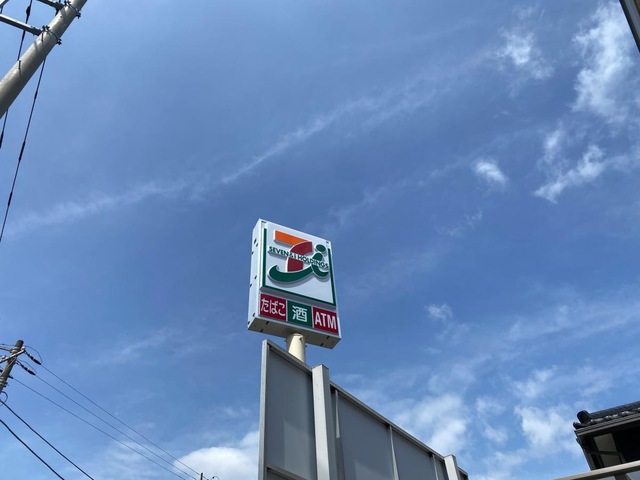 SEVEN & i HOLDINGS
たばこ 酒 ATM